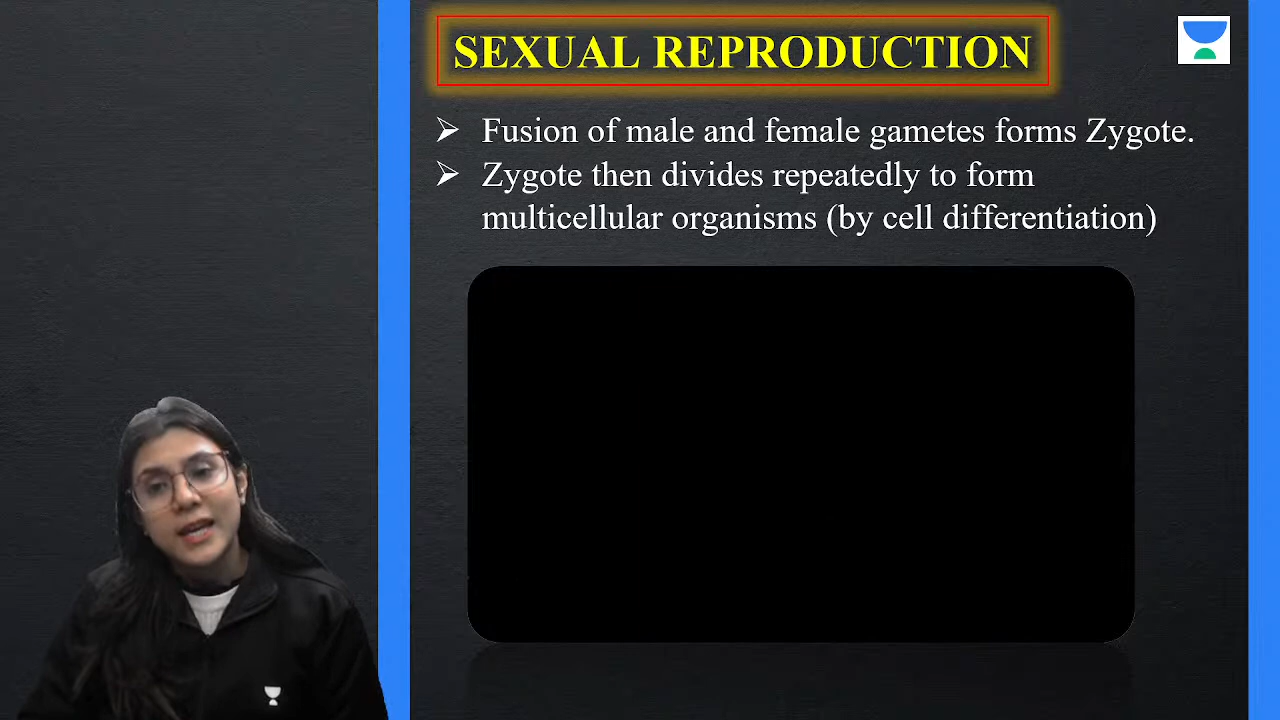 SEXUAL REPRODUCTION
➢ Fusion of male and female gametes forms Zygote.
➢ Zygote then divides repeatedly to form
multicellular organisms (by cell differentiation)